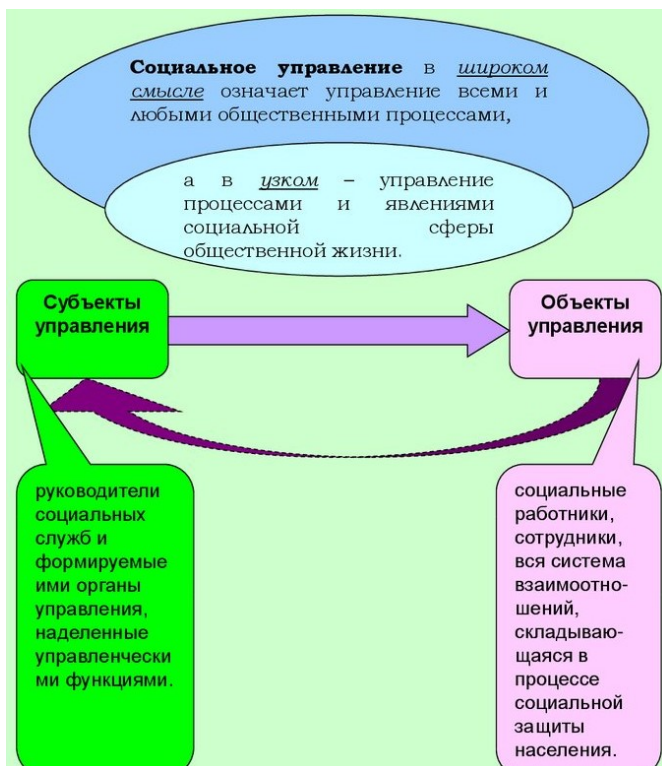 Социальное управление в широком
смысле означает управление всеми и
любыми общественными процессами,
а в узком – управление
процессами и явлениями
социальной сферы
общественной жизни.
Субъекты
управления
Объекты
управления
руководители
социальных
служб и
формируемые
ими органы
управления,
наделенные
управленчески
ми функциями.
социальные
работники,
сотрудники,
вся система
взаимоотно-
шений,
складываю-
щаяся в
процессе
социальной
защиты
населения.